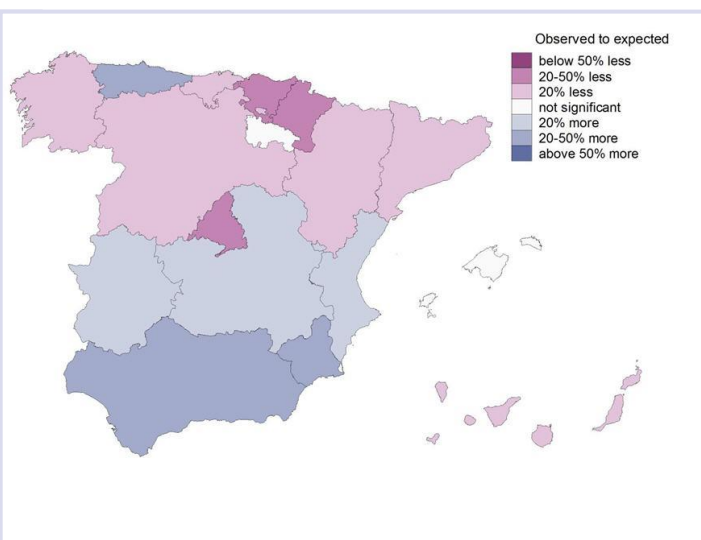 Observed to expected
below 50% less
20-50% less
20% less
not significant
20% more
20-50% more
above 50% more